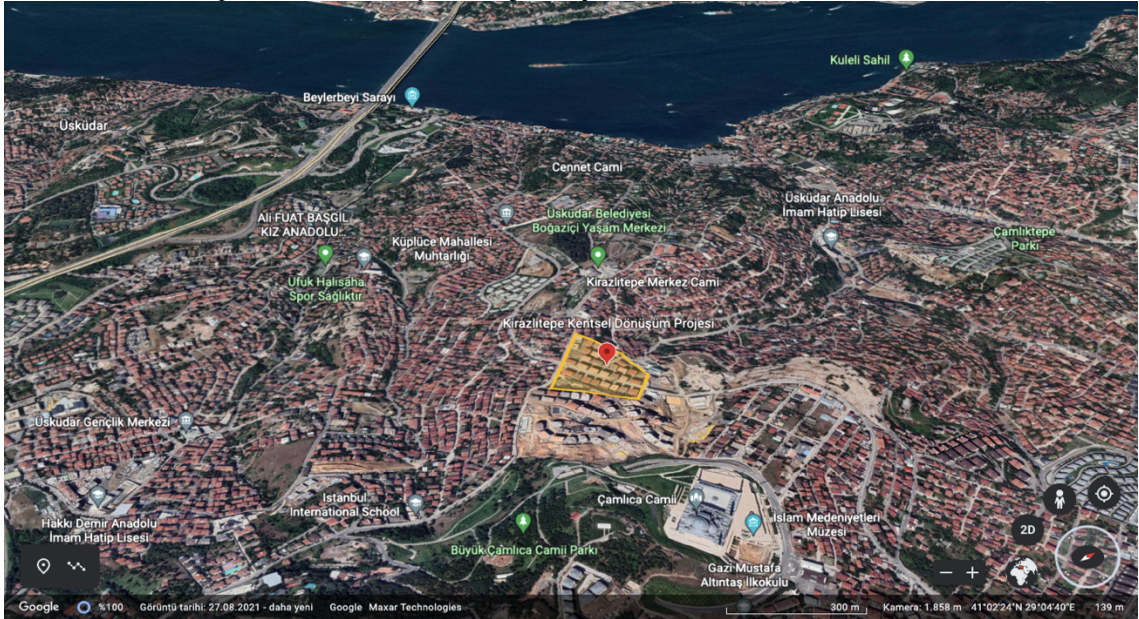 Kuleli Sahil
Beylerbeyi Sarayı
Üsküdar
Cennet Cami
Üsküdar Anadolu
İmam Hatip Lisesi
Üsküdar Belediyesi
Boğaziçi Yaşam Merkezi
Ali FUAT BAŞGİL
KIZ ANADOLU...
Küplüce Mahallesi
Muhtarlığı
Çamlıktepe
Parkı
Ufuk Halısaha
Spor Sağlıktır
Kirazlıtepe Merkez Cami
Kirazlıtepe Kentsel Dönüşüm Projesi
Üsküdar Gençlik Merkezi
Istanbul
International School
Çamlıca Camii
Hakkı Demir Anadolu
İmam Hatip Lisesi
İslam Medeniyetleri
Müzesi
Büyük Çamlıca Camii Parkı
Gazi Mustafa
Altıntaş İlkokulu
2D
Google %100 Görüntü tarihi: 27.08.2021 - daha yeni Google Maxar Technologies 300 m Kamera: 1.858 m 41°02'24"N 29°04'40"E 139 m